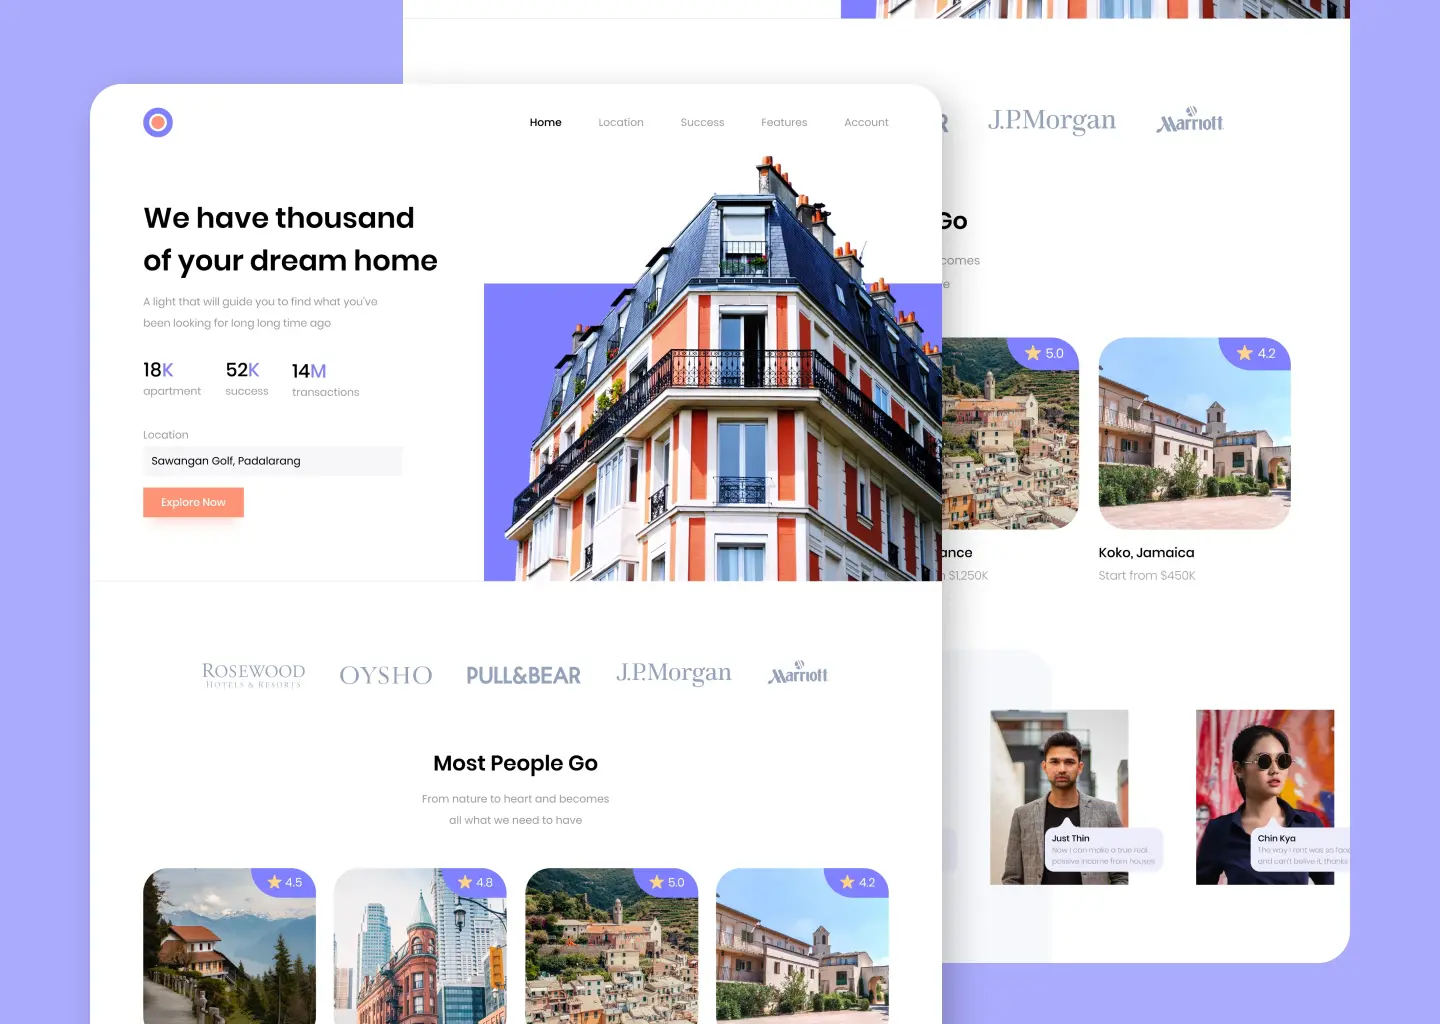 Home Location Success Features Account
We have thousand
of your dream home
A light that will guide you to find what you've
been looking for long long time ago
18K 52K 14M
apartment success transactions
Location
Sawangan Golf, Padalarang
Explore Now
ROSEWOOD
HOTELS & RESORTS
OYSHO
PULL&BEAR
J.P.Morgan
Marriott
Most People Go
From nature to heart and becomes
all what we need to have
4.5 4.8 5.0 4.2
J.P.Morgan
Marriott
Go
comes
5.0 4.2
Koko, Jamaica
$1,250K
Start from $450K
Just Thin
Now I can make a true real
passive income from houses
Chin Kya
The way I rent was so
and can't belive it, thanks